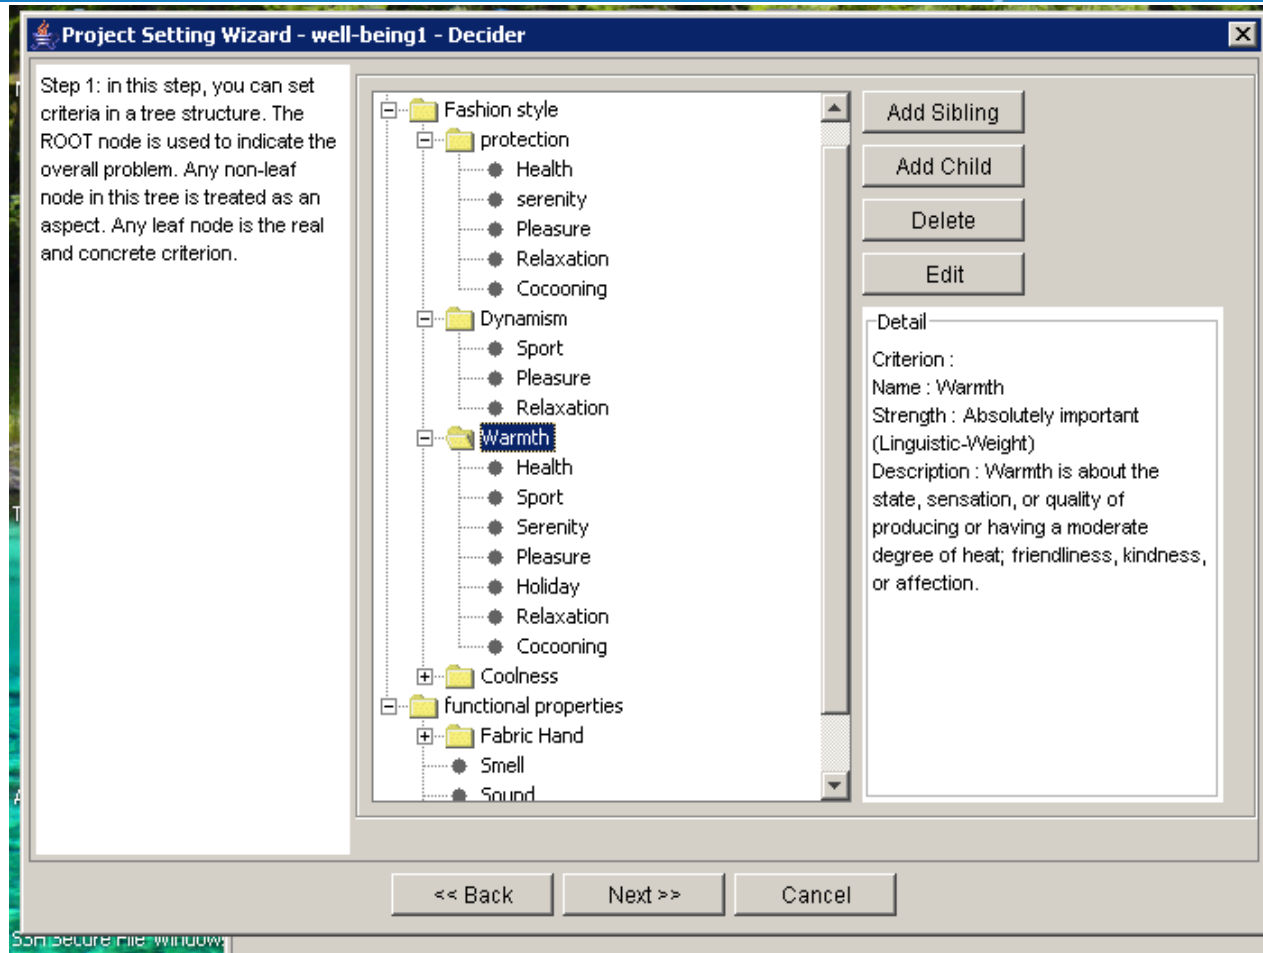 Project Setting Wizard - well-being1 - Decider
Step 1: in this step, you can set
criteria in a tree structure. The
ROOT node is used to indicate the
overall problem. Any non-leaf
node in this tree is treated as an
aspect. Any leaf node is the real
and concrete criterion.
Fashion style
protection
Health
serenity
Pleasure
Relaxation
Cocooning
Dynamism
Sport
Pleasure
Relaxation
Warmth
Health
Sport
Serenity
Pleasure
Holiday
Relaxation
Cocooning
Coolness
functional properties
Fabric Hand
Smell
Sound
Add Sibling
Add Child
Delete
Edit
Detail
Criterion :
Name : Warmth
Strength : Absolutely important
(Linguistic-Weight)
Description : Warmth is about the
state, sensation, or quality of
producing or having a moderate
degree of heat; friendliness, kindness,
or affection.
<< Back
Next >>
Cancel
SSH Secure File Windows